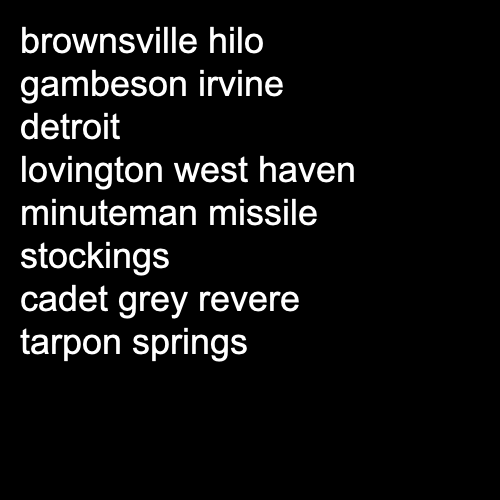 brownsville hilo
gambeson irvine
detroit
lovington west haven
minuteman missile
stockings
cadet grey revere
tarpon springs